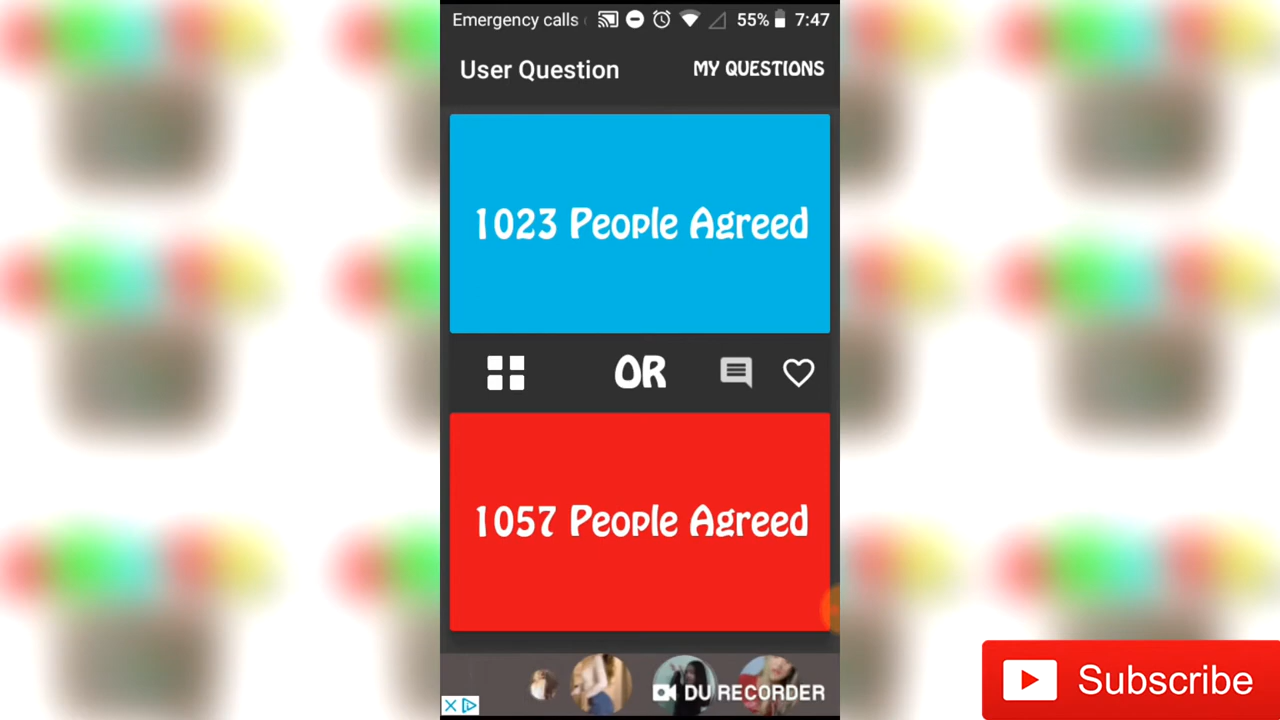 Emergency calls
55% 7:47
User Question
MY QUESTIONS
1023 People Agreed
OR
1057 People Agreed
DU RECORDER
Subscribe